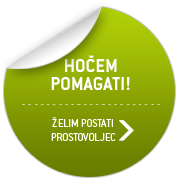 HOČEM
POMAGATI!
ŽELIM POSTATI
PROSTOVOLJEC